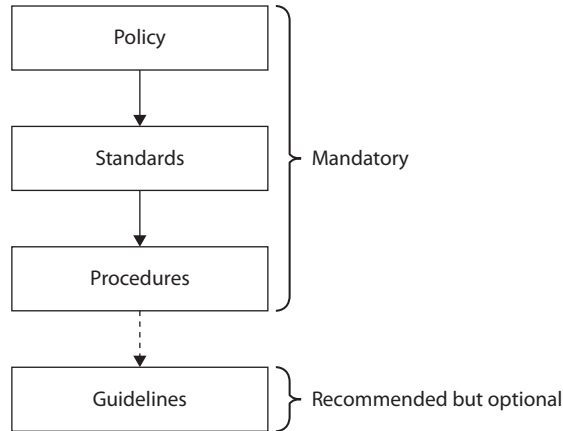 Policy
Standards
Mandatory
Procedures
Guidelines
Recommended but optional